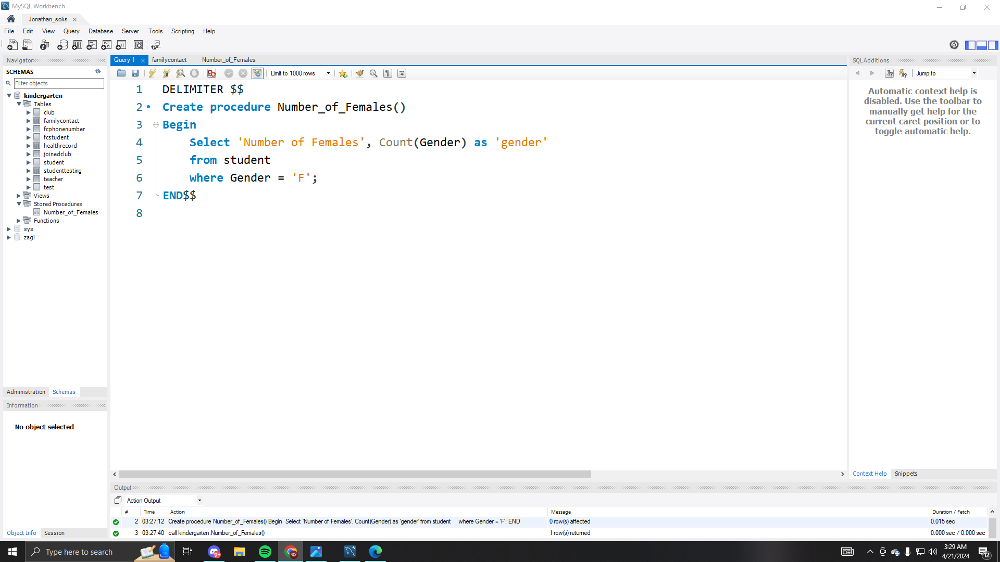 MySQL Workbench
Jonathan_solis
File Edit View Query Database Server Tools Scripting Help
Navigator
SCHEMAS
Filter objects
kindergarten
Tables
club
familycontact
fcphonenumber
fcstudent
healthrecord
joinedclub
student
studenttesting
teacher
test
Views
Stored Procedures
Number_of_Females
Functions
sys
zagi
Administration Schemas
Information
No object selected
Object Info Session
Query 1 familycontact Number_of_Females
Limit to 1000 rows
1 DELIMITER $$
2 Create procedure Number_of_Females()
3 Begin
4 Select 'Number of Females', Count(Gender) as 'gender'
5 from student
6 where Gender = 'F';
7 END$$
8
SQLAdditions
Jump to
Automatic context help is
disabled. Use the toolbar to
manually get help for the
current caret position or to
toggle automatic help.
Context Help Snippets
Output
Action Output
# Time Action Message Duration / Fetch
2 03:27:12 Create procedure Number_of_Females() Begin Select 'Number of Females', Count(Gender) as 'gender' from student where Gender = 'F'; END 0 row(s) affected 0.015 sec
3 03:27:40 call kindergarten.Number_of_Females() 1 row(s) returned 0.000 sec / 0.000 sec
Type here to search
9+
3:29 AM
4/21/2024
12